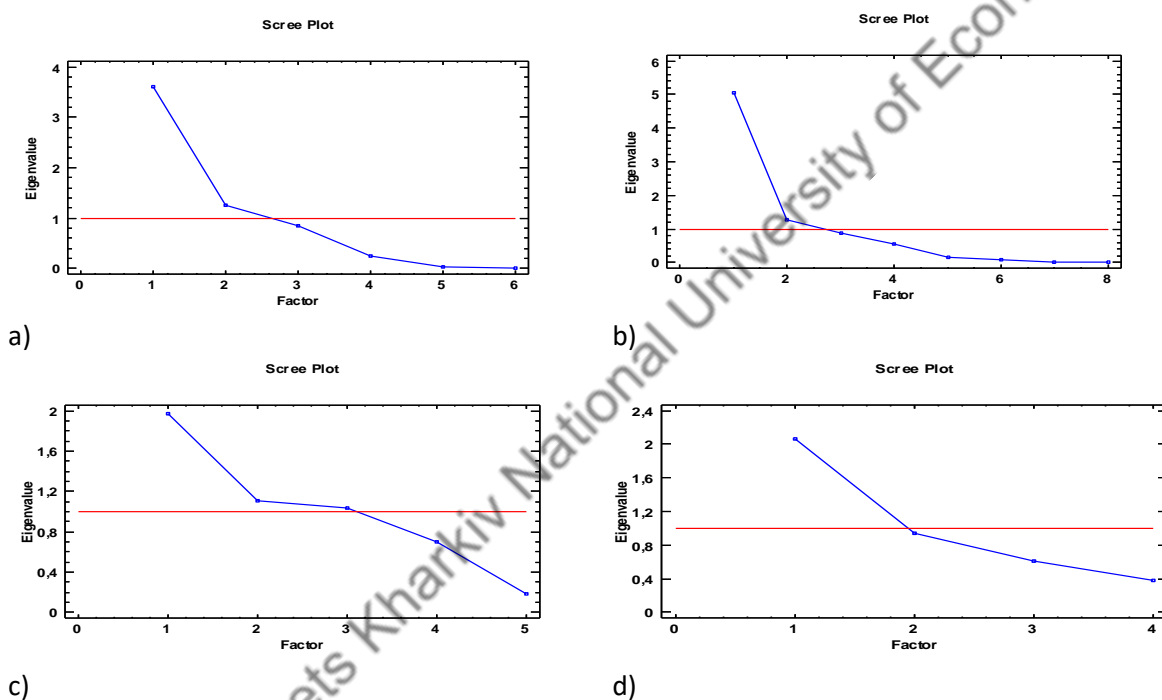 Scree Plot
4
3
2
1
0
Eigenvalue
0 1 2 3 4 5 6
Factor
a)
Scree Plot
6
5
4
3
2
1
0
Eigenvalue
0 2 4 6 8
Factor
b)
Scree Plot
2
1,6
1,2
0,8
0,4
0
Eigenvalue
0 1 2 3 4 5
Factor
c)
Scree Plot
2,4
2
1,6
1,2
0,8
0,4
0
Eigenvalue
0 1 2 3 4
Factor
d)
ets Kharkiv National University of Econ